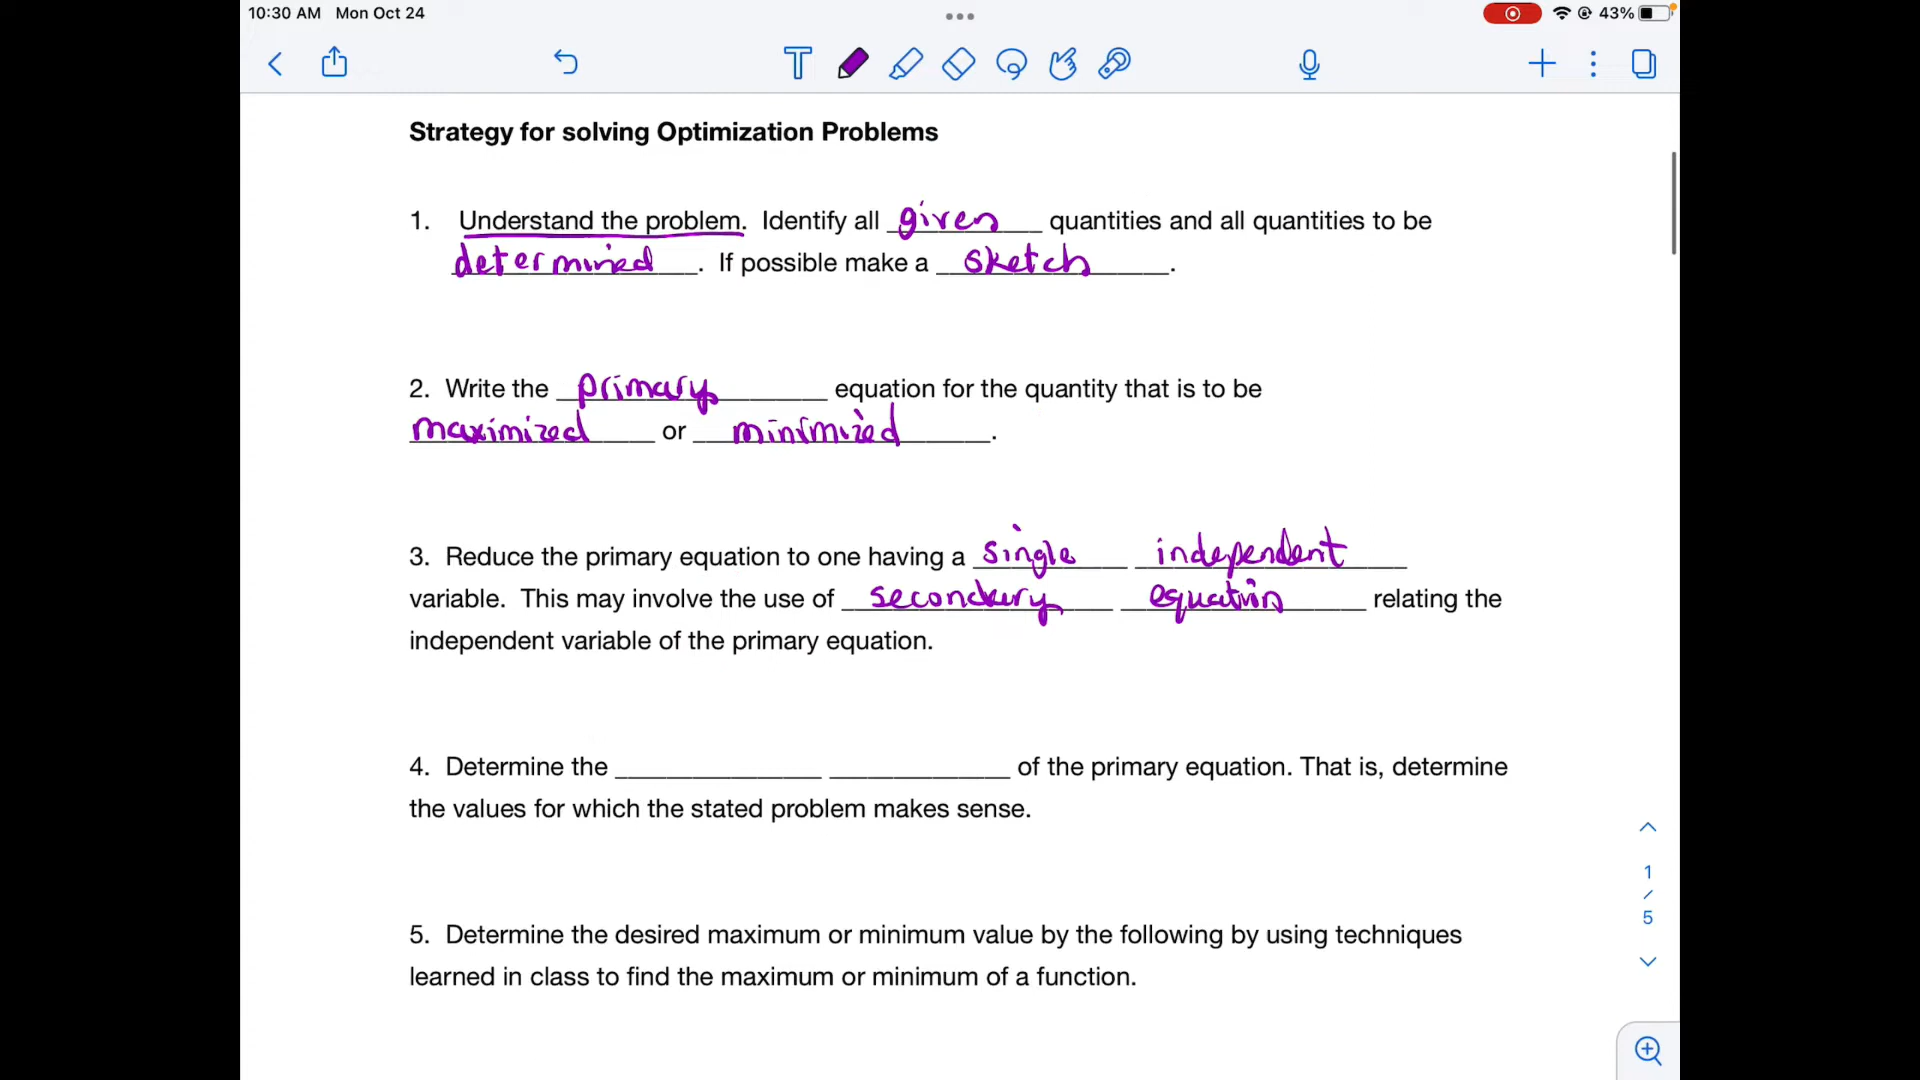 10:30 AM Mon Oct 24
43%
Strategy for solving Optimization Problems
1. Understand the problem. Identify all given quantities and all quantities to be
determined. If possible make a sketch.
2. Write the primary equation for the quantity that is to be
maximized or minimized.
3. Reduce the primary equation to one having a single independent
variable. This may involve the use of secondary equation relating the
independent variable of the primary equation.
4. Determine the ________________ ______________ of the primary equation. That is, determine
the values for which the stated problem makes sense.
5. Determine the desired maximum or minimum value by the following by using techniques
learned in class to find the maximum or minimum of a function.
1
/
5